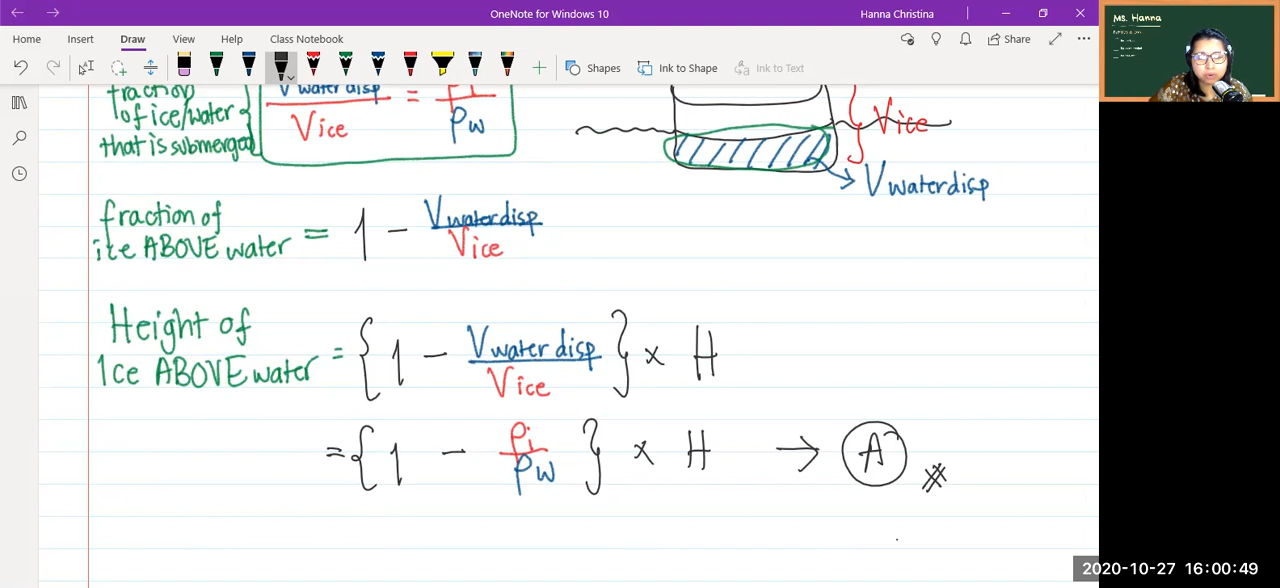 OneNote for Windows 10
Hanna Christina
Home Insert Draw View Help Class Notebook
Share
Shapes Ink to Shape Ink to Text
Ms. Hanna
fraction
of ice/water
that is submerged
V water disp
Vice
=
ρi
ρw
Vice
V waterdisp
fraction of
ice ABOVE water = 1 - Vwaterdisp
Vice
Height of
Ice ABOVE water = { 1 - Vwater disp } x H
Vice
= { 1 - ρi } x H → A
ρw
2020-10-27 16:00:49